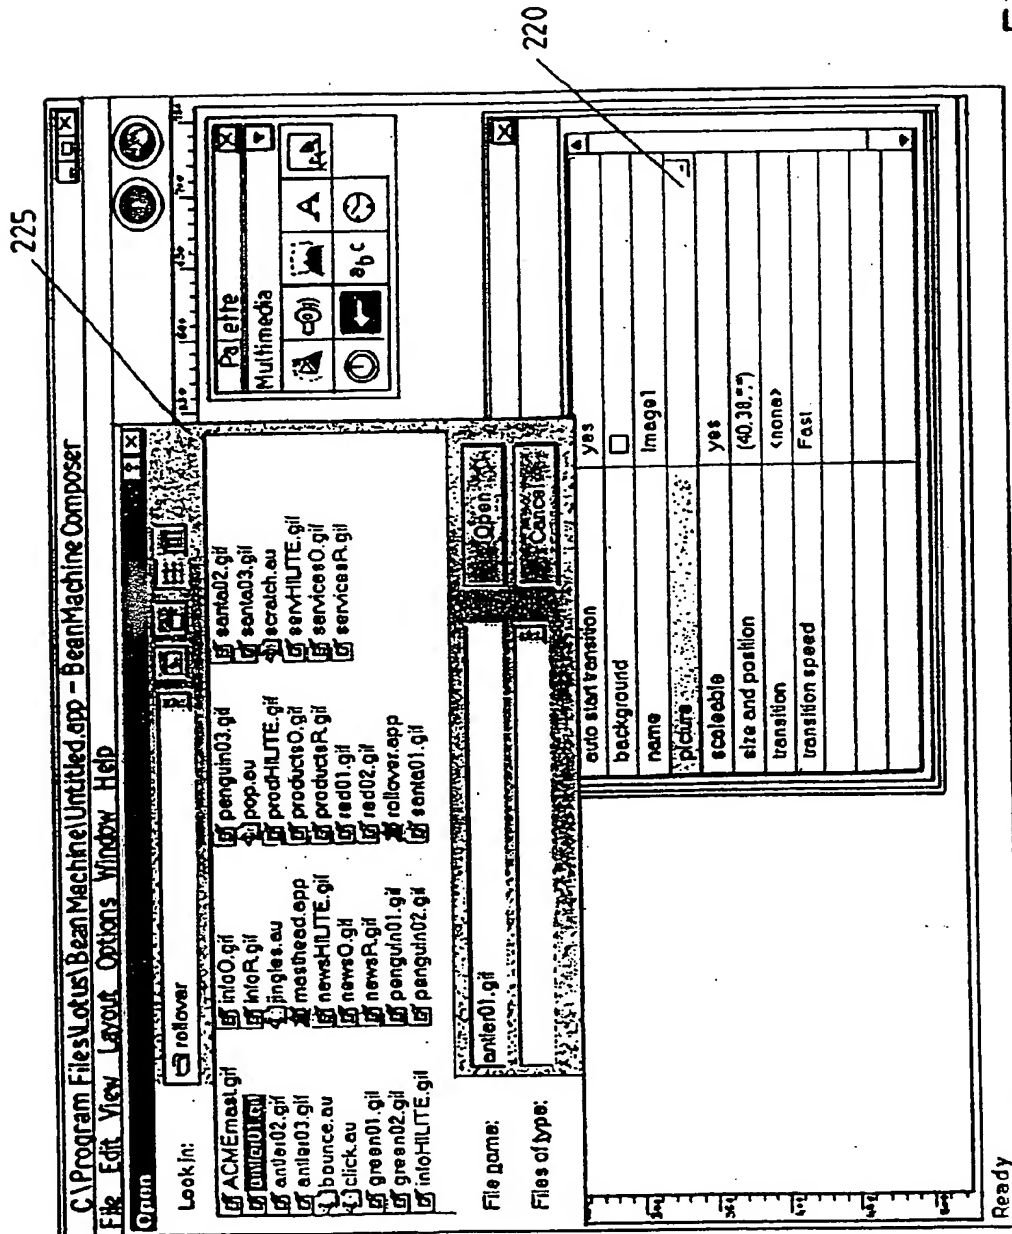 225
220
C:\Program Files\Lotus\BeanMachine\Untitled.app - BeanMachine Composer
File Edit View Layout Options Window Help
Open
Look in:
rollover
ACMEmast.gif
antler01.gif
antler02.gif
antler03.gif
bounce.au
click.au
green01.gif
green02.gif
infoHILITE.gif
infoO.gif
infoR.gif
jingles.au
masthead.app
newsHILITE.gif
newsO.gif
newsR.gif
penguin01.gif
penguin02.gif
penguin03.gif
pop.au
prodHILITE.gif
productsO.gif
productsR.gif
red01.gif
red02.gif
rollover.app
santa01.gif
santa02.gif
santa03.gif
scratch.au
servHILITE.gif
servicesO.gif
servicesR.gif
File name:
antler01.gif
Open
Files of type:
Cancel
Palette
Multimedia
A
abc
auto start transition yes
background
name Image1
picture
scaleable yes
size and position (40,38,*,*)
transition <none>
transition speed Fast
Ready